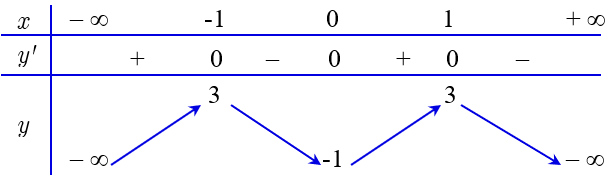 x – ∞ -1 0 1 + ∞
y′ + 0 – 0 + 0 –
3 3
y
– ∞ -1 – ∞